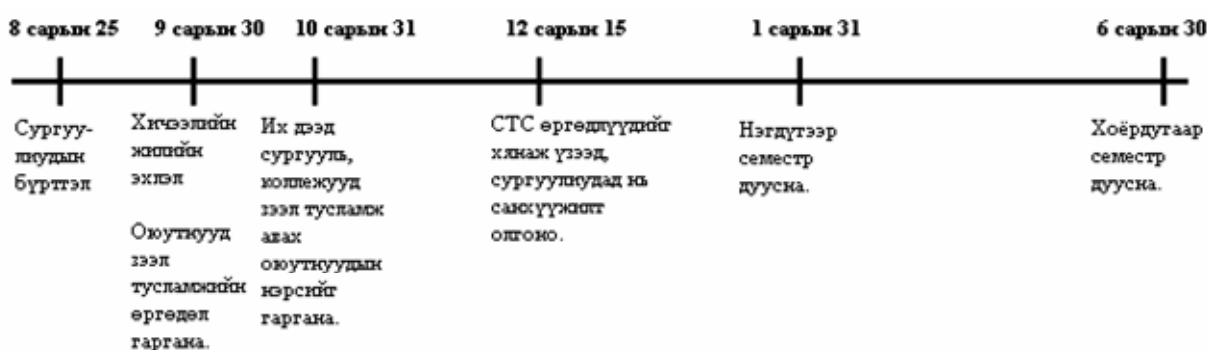 8 сарын 25
9 сарын 30
10 сарын 31
12 сарын 15
1 сарын 31
6 сарын 30
Сургуу-
лиудын
бүртгэл
Хичээлийн
жилийн
эхлэл
Оюутнууд
зээл
тусламжийн
өргөдөл
гаргана.
Их дээд
сургууль,
коллежууд
зээл тусламж
авах
оюутнуудын
нэрсийг
гаргана.
СТС өргөдлүүдийг
хянаж үзээд,
сургуулиудад нь
санхүүжилт
олгоно.
Нэгдүгээр
семестр
дуусна.
Хоёрдугаар
семестр
дуусна.